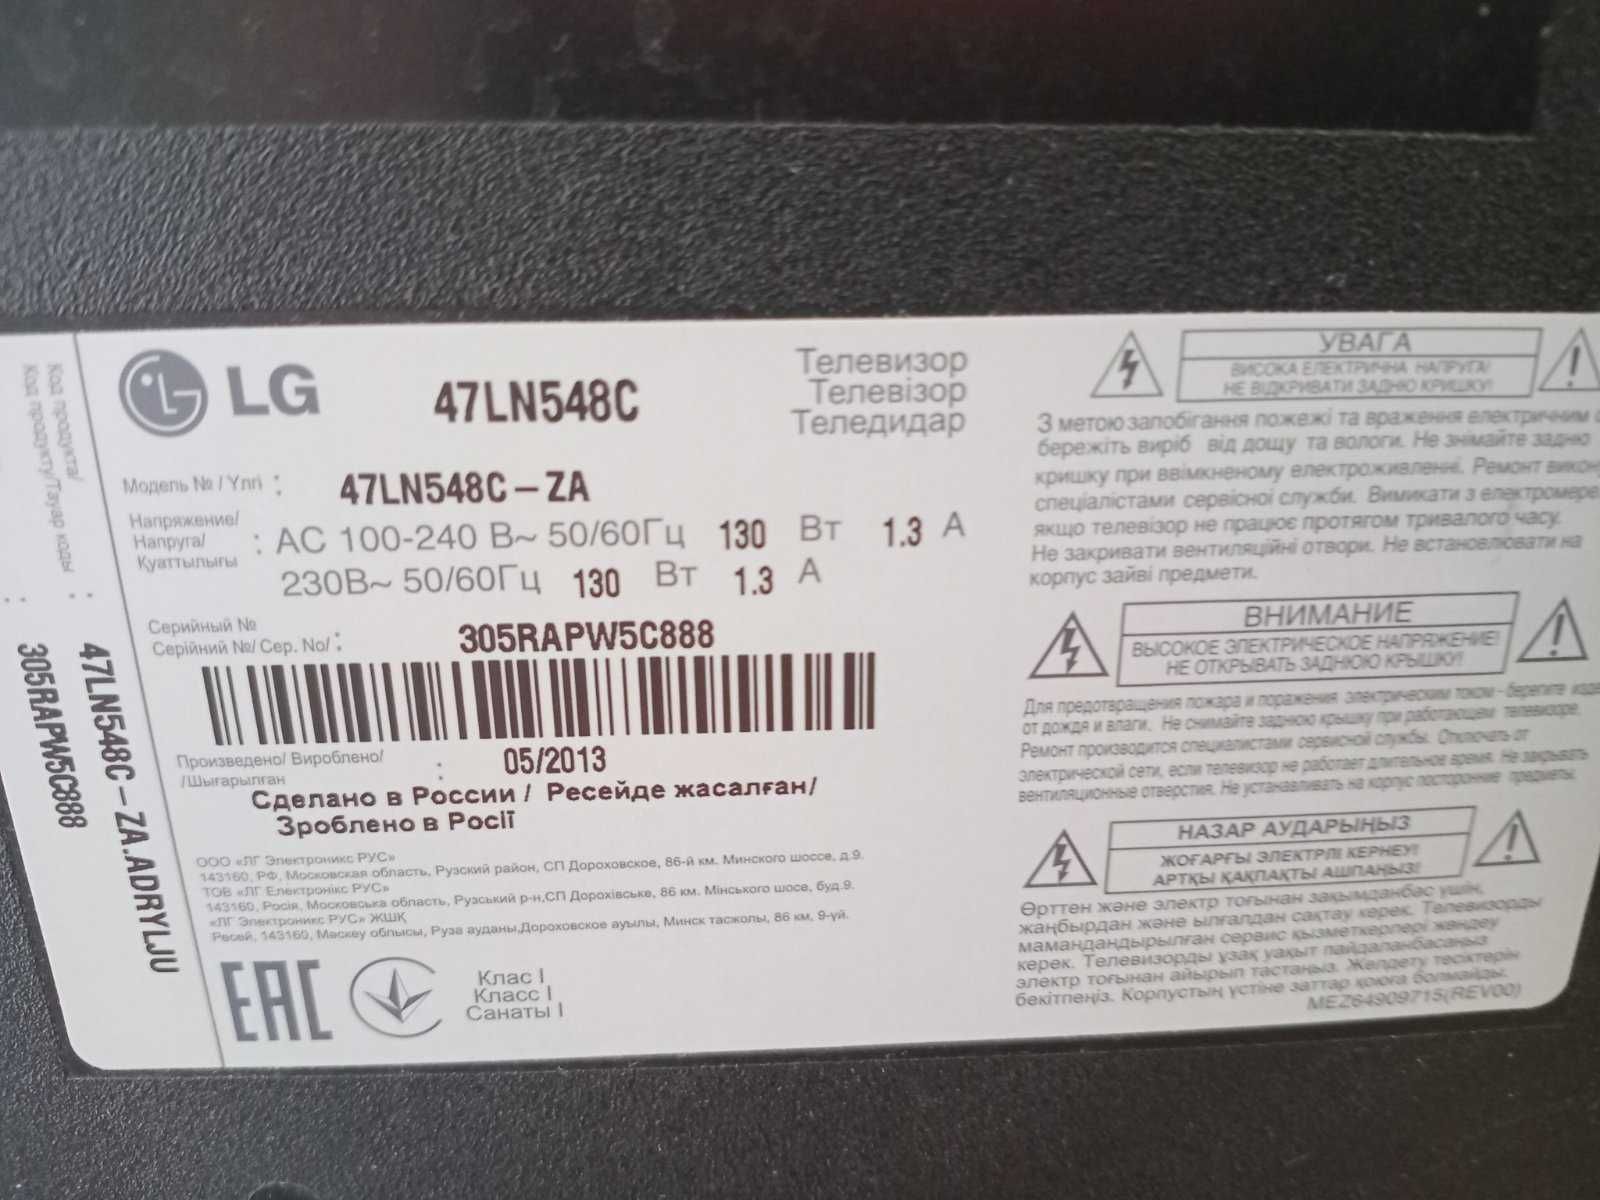 Код продукта/
Код продукту/Тауар коды
: :
47LN548C – ZA.ADRYLJU
305RAPW5C888
LG
47LN548C
Телевизор
Телевізор
Теледидар
Модель № / Үлгі : 47LN548C – ZA
Напряжение/
Напруга/
Қуаттылығы
: AC 100-240 В~ 50/60Гц 130 Вт 1.3 А
230В~ 50/60Гц 130 Вт 1.3 А
Серийный №
Серійний №/ Сер. No/ :
305RAPW5C888
Произведено/ Вироблено/
/Шығарылған : 05/2013
Сделано в России / Ресейде жасалған/
Зроблено в Росії
ООО «ЛГ Электроникс РУС»
143160, РФ, Московская область, Рузский район, СП Дороховское, 86-й км. Минского шоссе, д.9.
ТОВ «ЛГ Електронікс РУС»
143160, Росія, Московська область, Рузський р-н,СП Дорохівське, 86 км. Мінського шосе, буд.9.
«ЛГ Электроникс РУС» ЖШҚ
Ресей, 143160, Мәскеу облысы, Руза ауданы,Дороховское ауылы, Минск тасжолы, 86 км, 9-үй.
EAC
Клас I
Класс I
Санаты I
УВАГА
ВИСОКА ЕЛЕКТРИЧНА НАПРУГА!
НЕ ВІДКРИВАТИ ЗАДНЮ КРИШКУ!
З метою запобігання пожежі та враження електричним
бережіть виріб від дощу та вологи. Не знімайте задню
кришку при ввімкненому електроживленні. Ремонт викон
спеціалістами сервісної служби. Вимикати з електромере
якщо телевізор не працює протягом тривалого часу.
Не закривати вентиляційні отвори. Не встановлювати на
корпус зайві предмети.
ВНИМАНИЕ
ВЫСОКОЕ ЭЛЕКТРИЧЕСКОЕ НАПРЯЖЕНИЕ!
НЕ ОТКРЫВАТЬ ЗАДНЮЮ КРЫШКУ!
Для предотвращения пожара и поражения электрическим током - берегите изде
от дождя и влаги. Не снимайте заднюю крышку при работающем телевизоре.
Ремонт производится специалистами сервисной службы. Отключать от
электрической сети, если телевизор не работает длительное время. Не закрывать
вентиляционные отверстия. Не устанавливать на корпус посторонние предметы.
НАЗАР АУДАРЫҢЫЗ
ЖОҒАРҒЫ ЭЛЕКТРЛІ КЕРНЕУ!
АРТҚЫ ҚАҚПАҚТЫ АШПАҢЫЗ!
Өрттен және электр тоғынан зақымданбас үшін,
жаңбырдан және ылғалдан сақтау керек. Телевизорды
мамандандырылған сервис қызметкерлері жөндеу
керек. Телевизорды ұзақ уақыт пайдаланбасаңыз
электр тоғынан айырып тастаңыз. Желдету тесіктерін
бекітпеңіз. Корпустың үстіне заттар қоюға болмайды.
MEZ64909715(REV00)